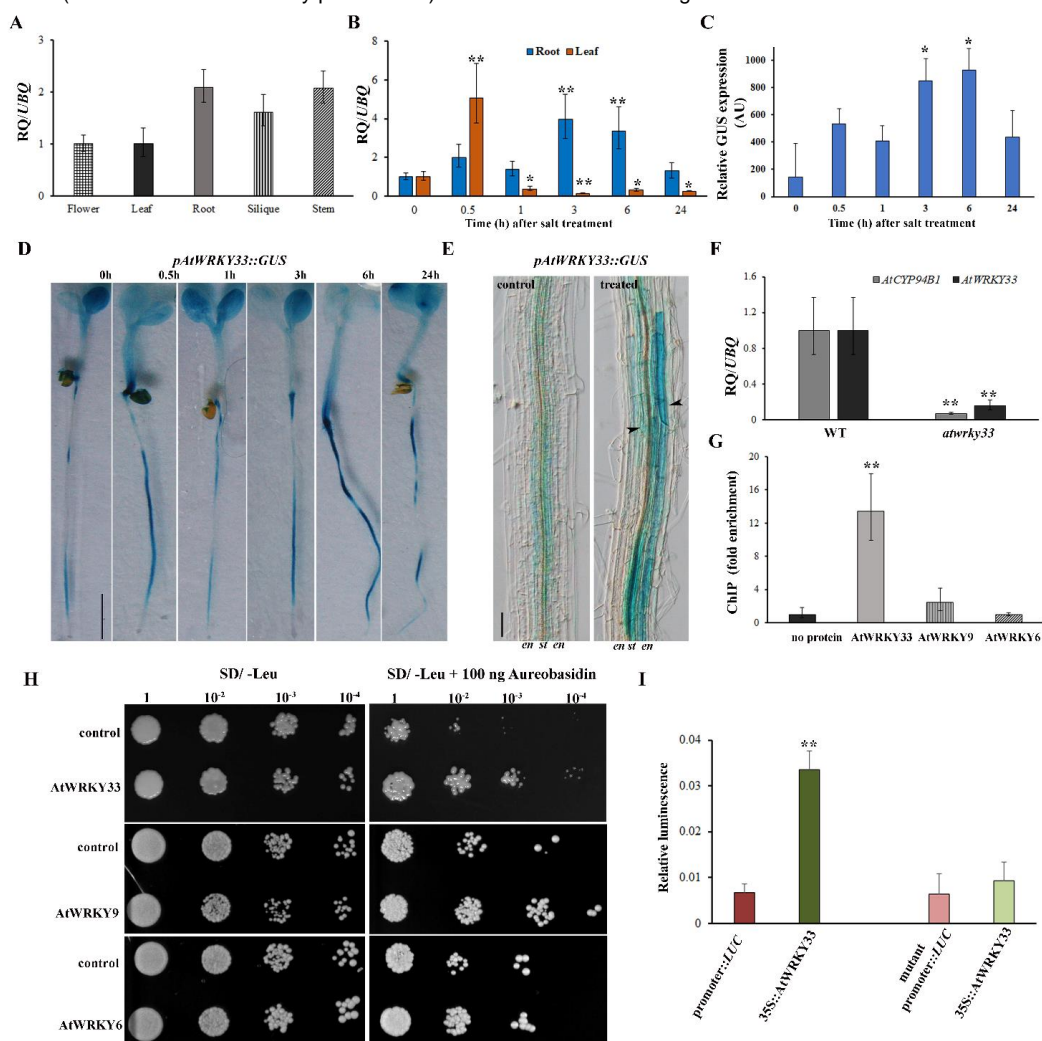 A
RQ/UBQ
3
2
1
0
Flower Leaf Root Silique Stem
B
RQ/UBQ
8
6
4
2
0
Root Leaf
**
**
**
*
**
*
*
0 0.5 1 3 6 24
Time (h) after salt treatment
C
Relative GUS expression
(AU)
1000
800
600
400
200
0
*
*
0 0.5 1 3 6 24
Time (h) after salt treatment
D
pAtWRKY33::GUS
0h 0.5h 1h 3h 6h 24h
E
pAtWRKY33::GUS
control treated
en st en en st en
F
AtCYP94B1 AtWRKY33
RQ/UBQ
1.6
1.2
0.8
0.4
0
** **
WT atwrky33
G
ChIP (fold enrichment)
20
16
12
8
4
0
**
no protein AtWRKY33 AtWRKY9 AtWRKY6
H
SD/ -Leu SD/ -Leu + 100 ng Aureobasidin
1 10-2 10-3 10-4 1 10-2 10-3 10-4
control
AtWRKY33
control
AtWRKY9
control
AtWRKY6
I
Relative luminescence
0.04
0.03
0.02
0.01
0
**
promoter::LUC
35S::AtWRKY33
mutant
promoter::LUC
35S::AtWRKY33